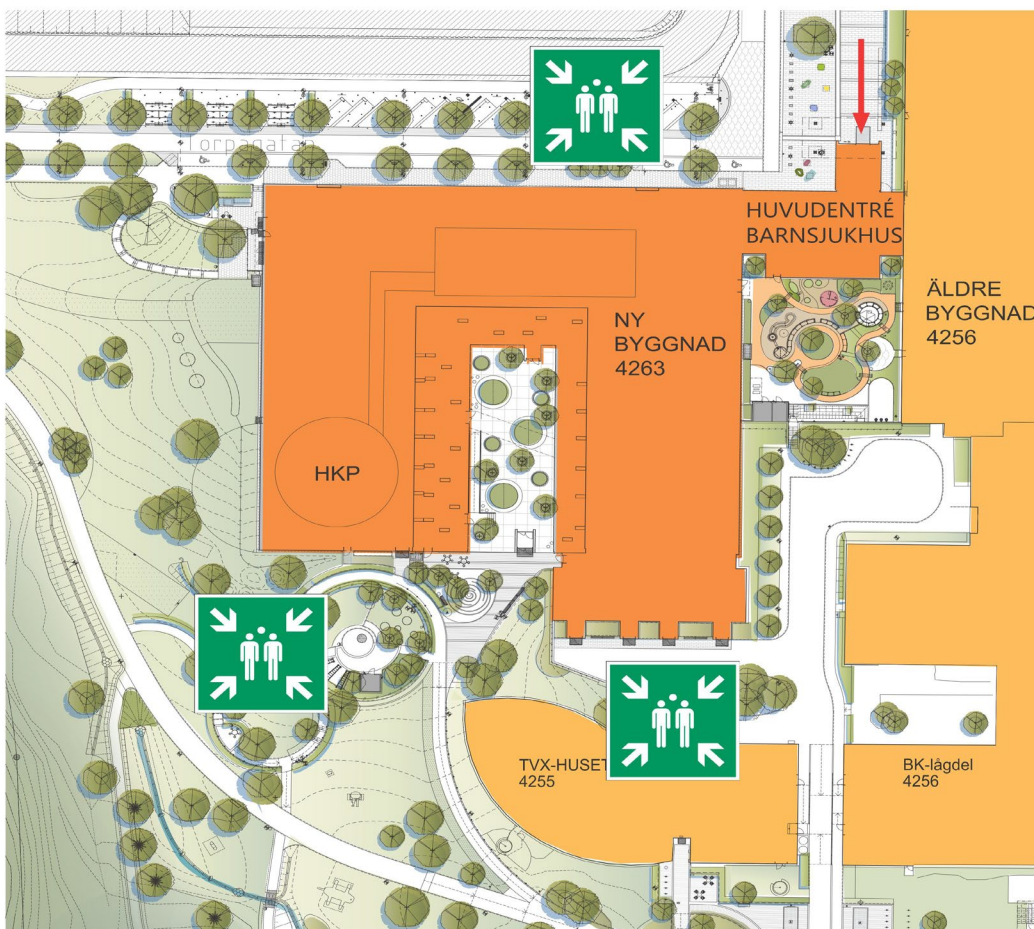 HUVUDENTRÉ
BARNSJUKHUS
ÄLDRE
BYGGNAD
4256
NY
BYGGNAD
4263
HKP
TVX-HUSET
4255
BK-lågdel
4256